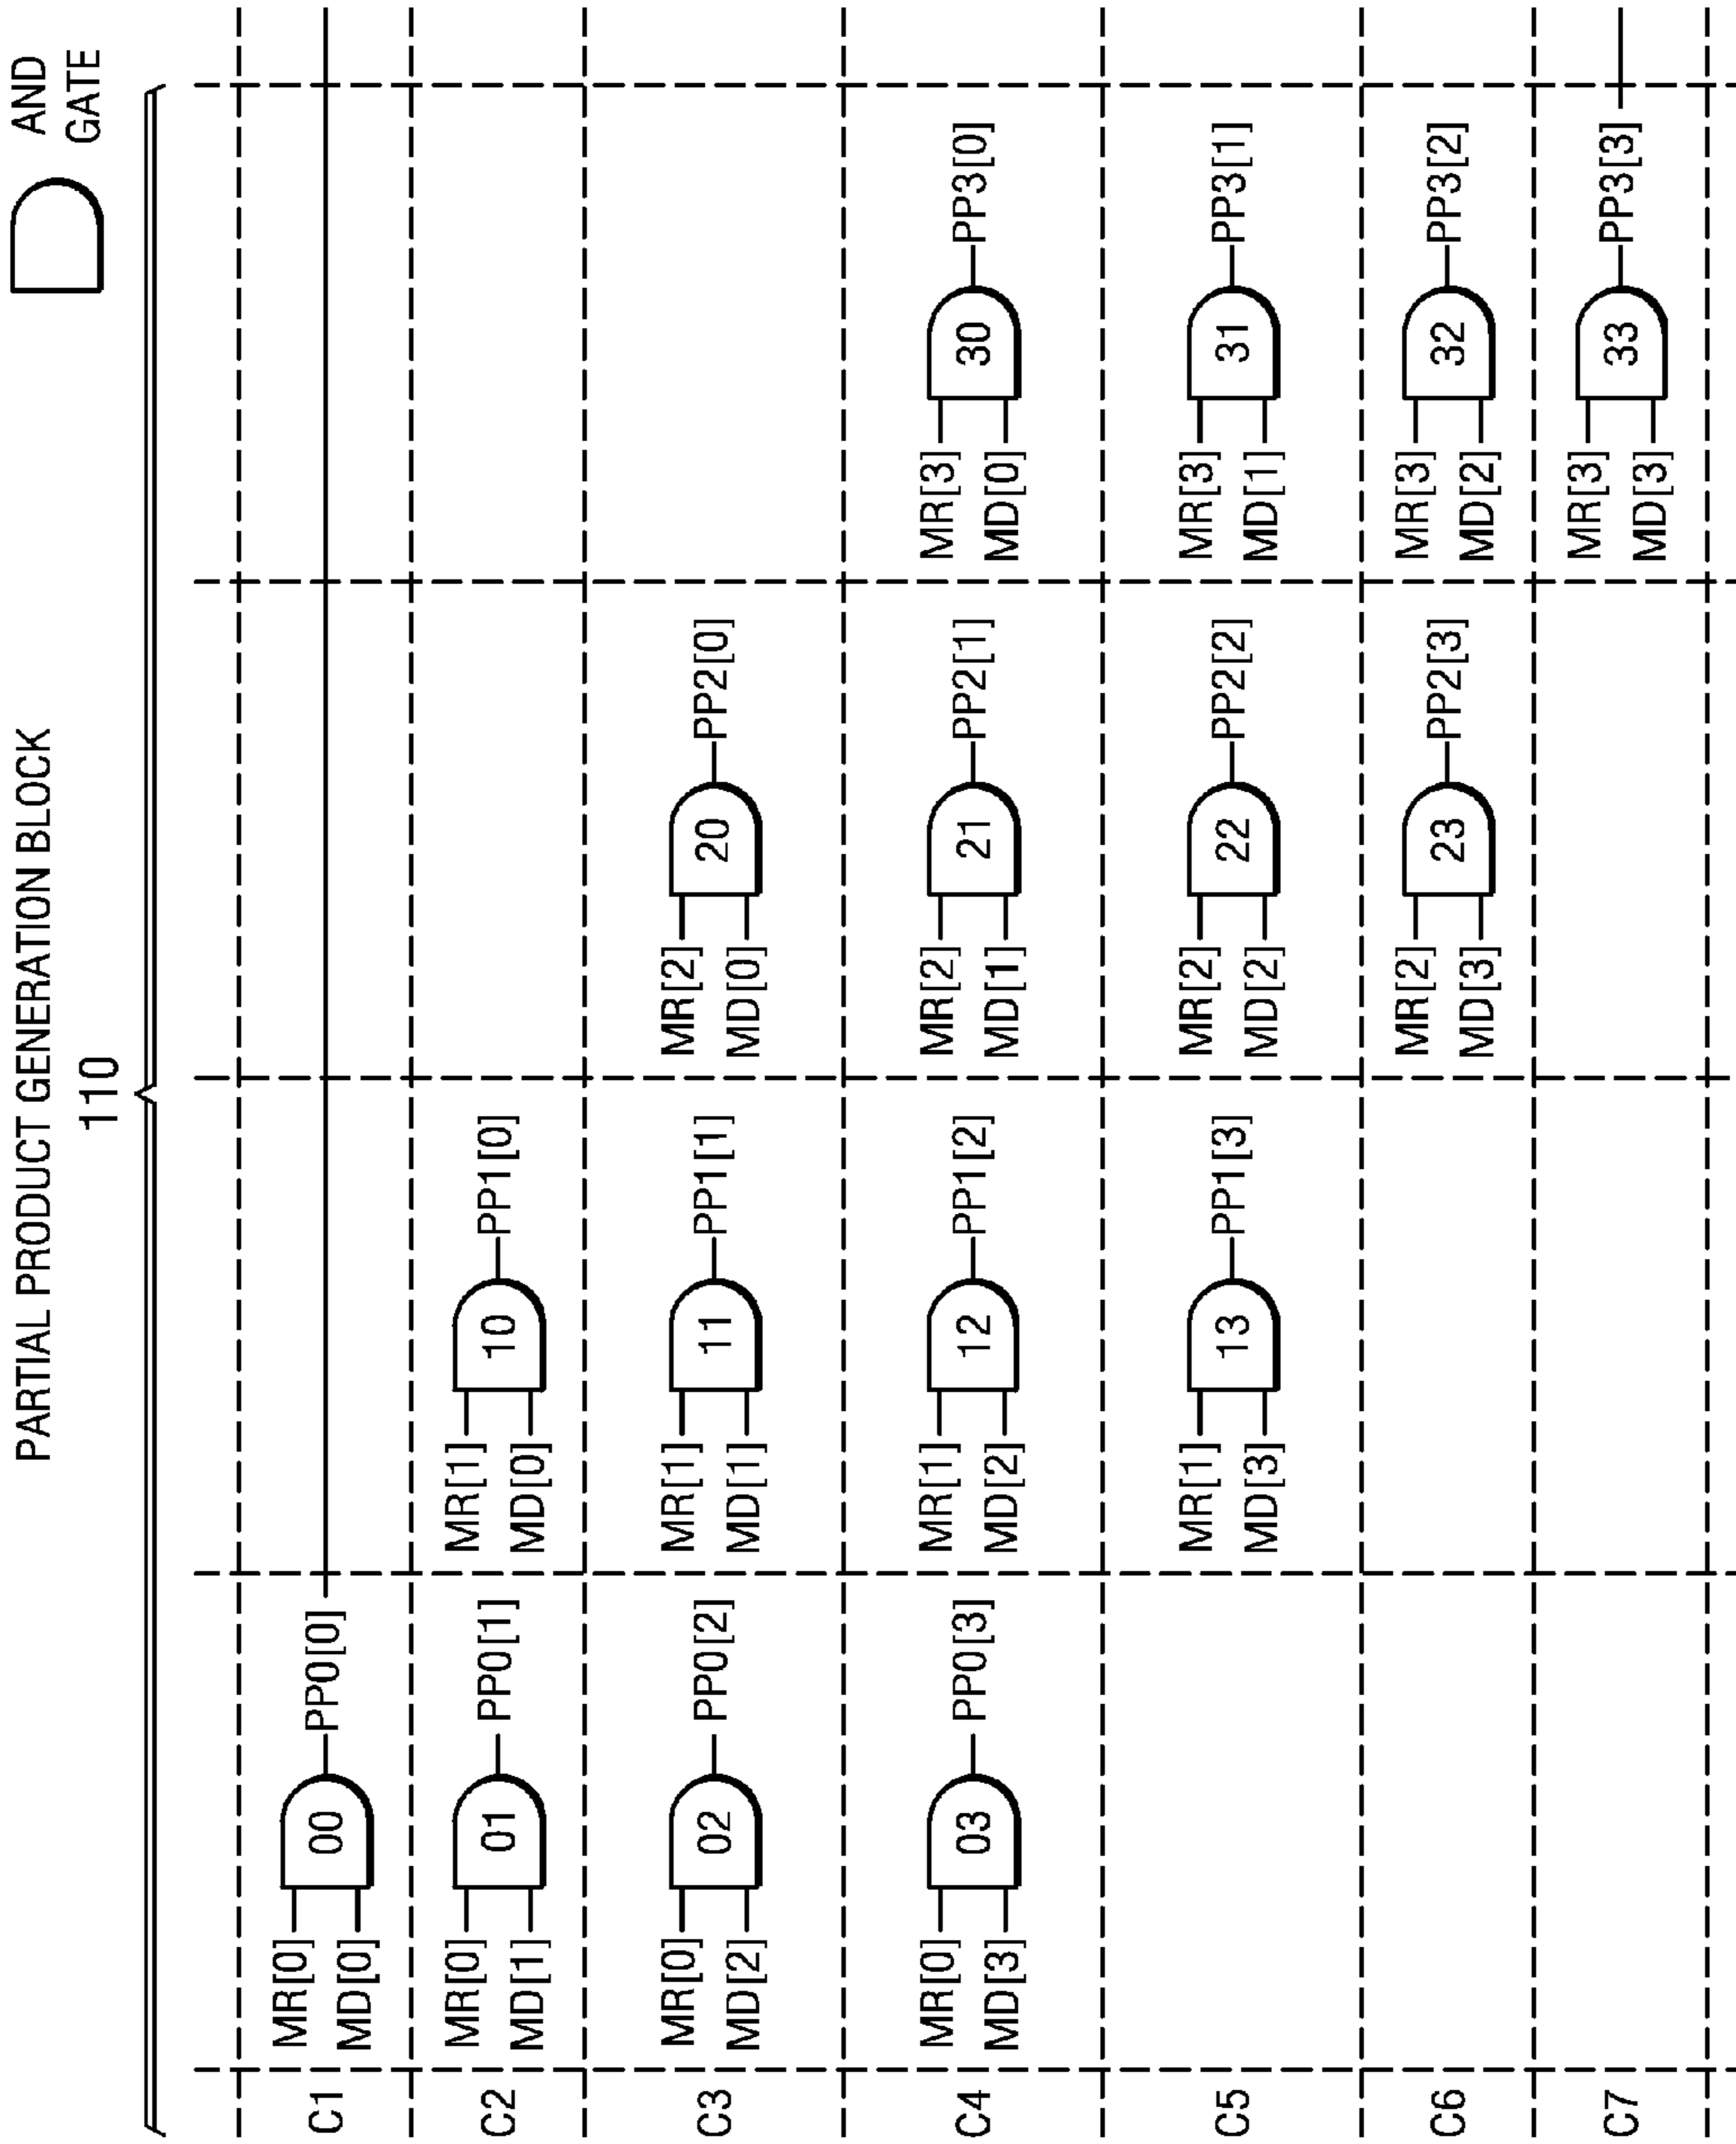 PARTIAL PRODUCT GENERATION BLOCK
110
AND
GATE
C1
MR[0]
MD[0]
00
PP0[0]
C2
MR[0]
MD[1]
01
PP0[1]
MR[1]
MD[0]
10
PP1[0]
C3
MR[0]
MD[2]
02
PP0[2]
MR[1]
MD[1]
11
PP1[1]
MR[2]
MD[0]
20
PP2[0]
C4
MR[0]
MD[3]
03
PP0[3]
MR[1]
MD[2]
12
PP1[2]
MR[2]
MD[1]
21
PP2[1]
MR[3]
MD[0]
30
PP3[0]
C5
MR[1]
MD[3]
13
PP1[3]
MR[2]
MD[2]
22
PP2[2]
MR[3]
MD[1]
31
PP3[1]
C6
MR[2]
MD[3]
23
PP2[3]
MR[3]
MD[2]
32
PP3[2]
C7
MR[3]
MD[3]
33
PP3[3]